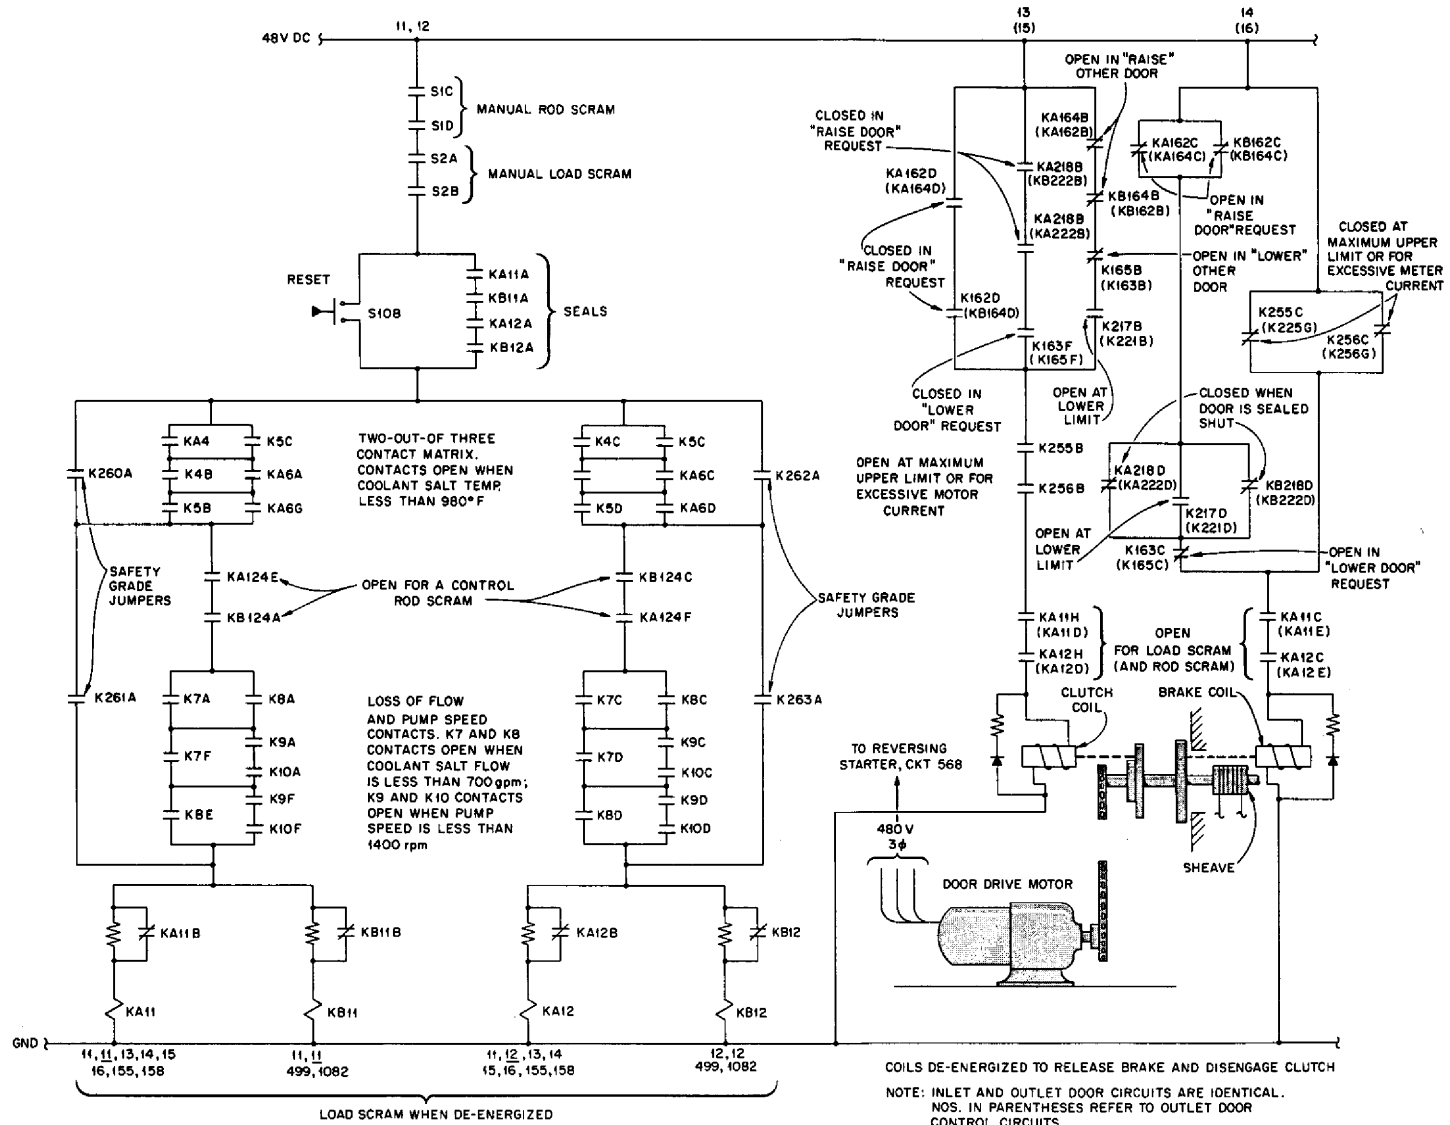 11, 12
13
(15)
14
(16)
48V DC
S1C
S1D
MANUAL ROD SCRAM
S2A
S2B
MANUAL LOAD SCRAM
RESET
S10B
KA11A
KB11A
KA12A
KB12A
SEALS
OPEN IN "RAISE"
OTHER DOOR
CLOSED IN
"RAISE DOOR"
REQUEST
KA164B
(KA162B)
KA162D
(KA164D)
KA218B
(KB222B)
KB164B
(KB162B)
KA218B
(KA222B)
CLOSED IN
"RAISE DOOR"
REQUEST
K165B
(K163B)
OPEN IN "LOWER"
OTHER
DOOR
K162D
(KB164D)
K163F
(K165F)
K217B
(K221B)
CLOSED IN
"LOWER
DOOR" REQUEST
OPEN AT
LOWER
LIMIT
KA162C
(KA164C)
KB162C
(KB164C)
OPEN IN
"RAISE
DOOR" REQUEST
CLOSED AT
MAXIMUM UPPER
LIMIT OR FOR
EXCESSIVE METER
CURRENT
K255C
(K225G)
K256C
(K256G)
CLOSED WHEN
DOOR IS SEALED
SHUT
KA218D
(KA222D)
KB218D
(KB222D)
K217D
(K221D)
OPEN AT
LOWER
LIMIT
K163C
(K165C)
OPEN IN
"LOWER DOOR"
REQUEST
K255B
K256B
OPEN AT MAXIMUM
UPPER LIMIT OR FOR
EXCESSIVE MOTOR
CURRENT
KA4
K5C
K4B
KA6A
K5B
KA6G
K260A
TWO-OUT-OF THREE
CONTACT MATRIX.
CONTACTS OPEN WHEN
COOLANT SALT TEMP.
LESS THAN 980°F
K4C
K5C
KA6C
K5D
KA6D
K262A
SAFETY
GRADE
JUMPERS
KA124E
KB124A
OPEN FOR A CONTROL
ROD SCRAM
KB124C
KA124F
SAFETY GRADE
JUMPERS
K261A
K7A
K8A
K7F
K9A
K10A
K8E
K9F
K10F
LOSS OF FLOW
AND PUMP SPEED
CONTACTS. K7 AND K8
CONTACTS OPEN WHEN
COOLANT SALT FLOW
IS LESS THAN 700 gpm;
K9 AND K10 CONTACTS
OPEN WHEN PUMP
SPEED IS LESS THAN
1400 rpm
K7C
K8C
K7D
K9C
K10C
K8D
K9D
K10D
K263A
KA11H
(KA11D)
KA12H
(KA12D)
OPEN
FOR LOAD SCRAM
(AND ROD SCRAM)
KA11C
(KA11E)
KA12C
(KA12E)
CLUTCH
COIL
BRAKE COIL
TO REVERSING
STARTER, CKT 568
480 V
3ϕ
SHEAVE
DOOR DRIVE MOTOR
KA11B
KB11B
KA12B
KB12
KA11
KB11
KA12
KB12
GND
11, 11, 13, 14, 15
16, 155, 158
11, 11
499, 1082
11, 12, 13, 14
15, 16, 155, 158
12, 12
499, 1082
LOAD SCRAM WHEN DE-ENERGIZED
COILS DE-ENERGIZED TO RELEASE BRAKE AND DISENGAGE CLUTCH
NOTE: INLET AND OUTLET DOOR CIRCUITS ARE IDENTICAL.
NOS. IN PARENTHESES REFER TO OUTLET DOOR
CONTROL CIRCUITS